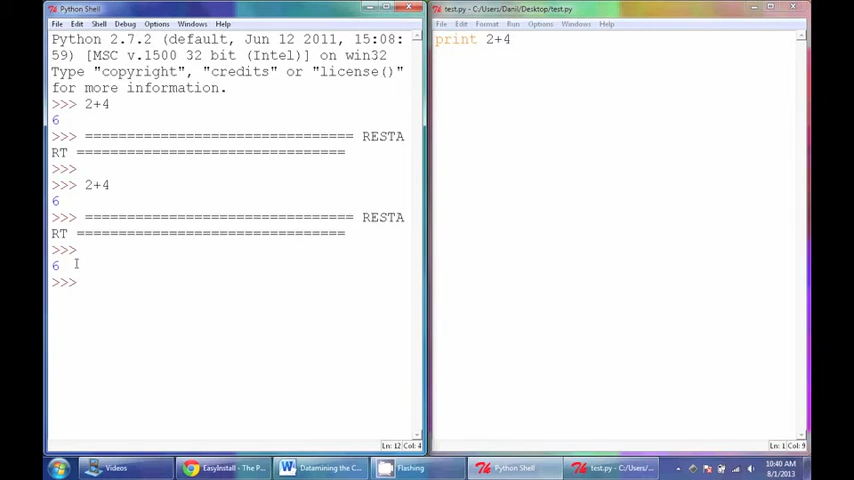 Python Shell
File Edit Shell Debug Options Windows Help
Python 2.7.2 (default, Jun 12 2011, 15:08:
59) [MSC v.1500 32 bit (Intel)] on win32
Type "copyright", "credits" or "license()"
for more information.
>>> 2+4
6
>>> ================================ RESTA
RT ================================
>>>
>>> 2+4
6
>>> ================================ RESTA
RT ================================
>>>
6
>>>
Ln: 12 Col: 4
test.py - C:/Users/Danil/Desktop/test.py
File Edit Format Run Options Windows Help
print 2+4
Ln: 1 Col: 9
Videos
EasyInstall - The P...
Datamining the C...
Flashing
Python Shell
test.py - C:/Users/...
10:40 AM
8/1/2013